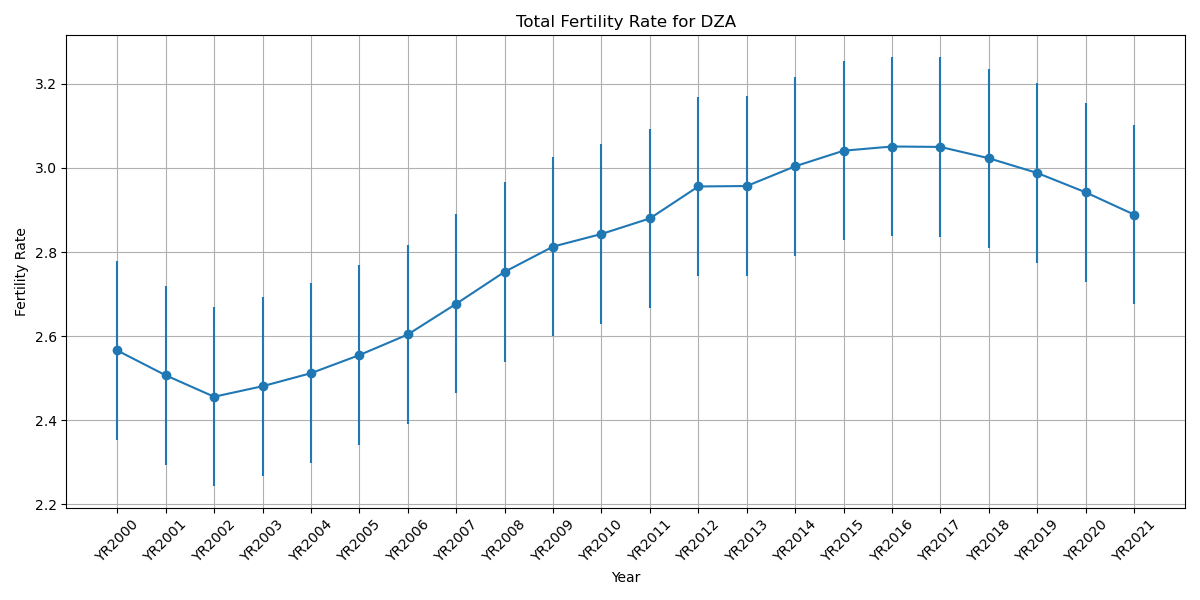 Total Fertility Rate for DZA
Fertility Rate
3.2
3.0
2.8
2.6
2.4
2.2
YR2000 YR2001 YR2002 YR2003 YR2004 YR2005 YR2006 YR2007 YR2008 YR2009 YR2010 YR2011 YR2012 YR2013 YR2014 YR2015 YR2016 YR2017 YR2018 YR2019 YR2020 YR2021
Year